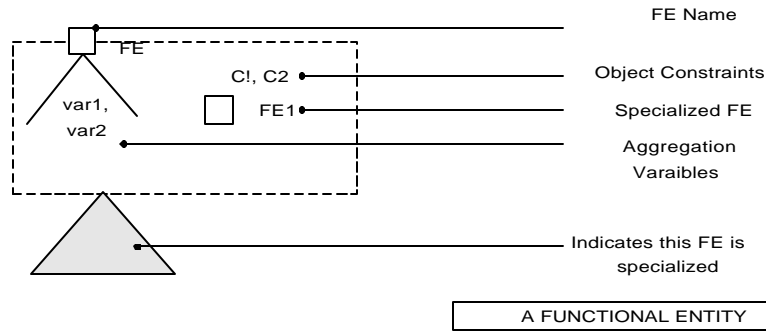 FE Name
FE
C!, C2
Object Constraints
var1,
var2
FE1
Specialized FE
Aggregation
Varaibles
Indicates this FE is
specialized
A FUNCTIONAL ENTITY